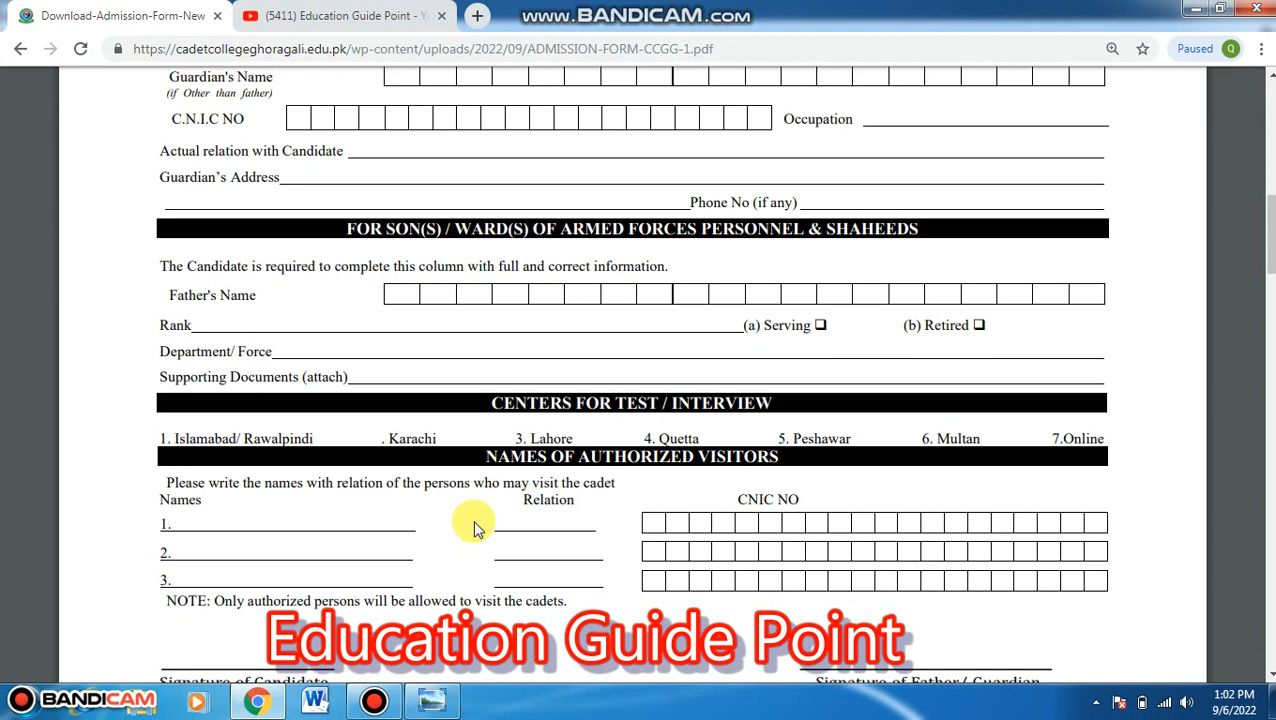 Download-Admission-Form-New
(5411) Education Guide Point - Y
www.BANDICAM.com
https://cadetcollegeghoragali.edu.pk/wp-content/uploads/2022/09/ADMISSION-FORM-CCGG-1.pdf
Paused Q
Guardian's Name
(if Other than father)
C.N.I.C NO Occupation
Actual relation with Candidate
Guardian's Address
Phone No (if any)
FOR SON(S) / WARD(S) OF ARMED FORCES PERSONNEL & SHAHEEDS
The Candidate is required to complete this column with full and correct information.
Father's Name
Rank (a) Serving ❑ (b) Retired ❑
Department/ Force
Supporting Documents (attach)
CENTERS FOR TEST / INTERVIEW
1. Islamabad/ Rawalpindi . Karachi 3. Lahore 4. Quetta 5. Peshawar 6. Multan 7.Online
NAMES OF AUTHORIZED VISITORS
Please write the names with relation of the persons who may visit the cadet
Names Relation CNIC NO
1.
2.
3.
NOTE: Only authorized persons will be allowed to visit the cadets.
Education Guide Point
Signature of Candidate Signature of Father/ Guardian
BANDICAM
1:02 PM
9/6/2022